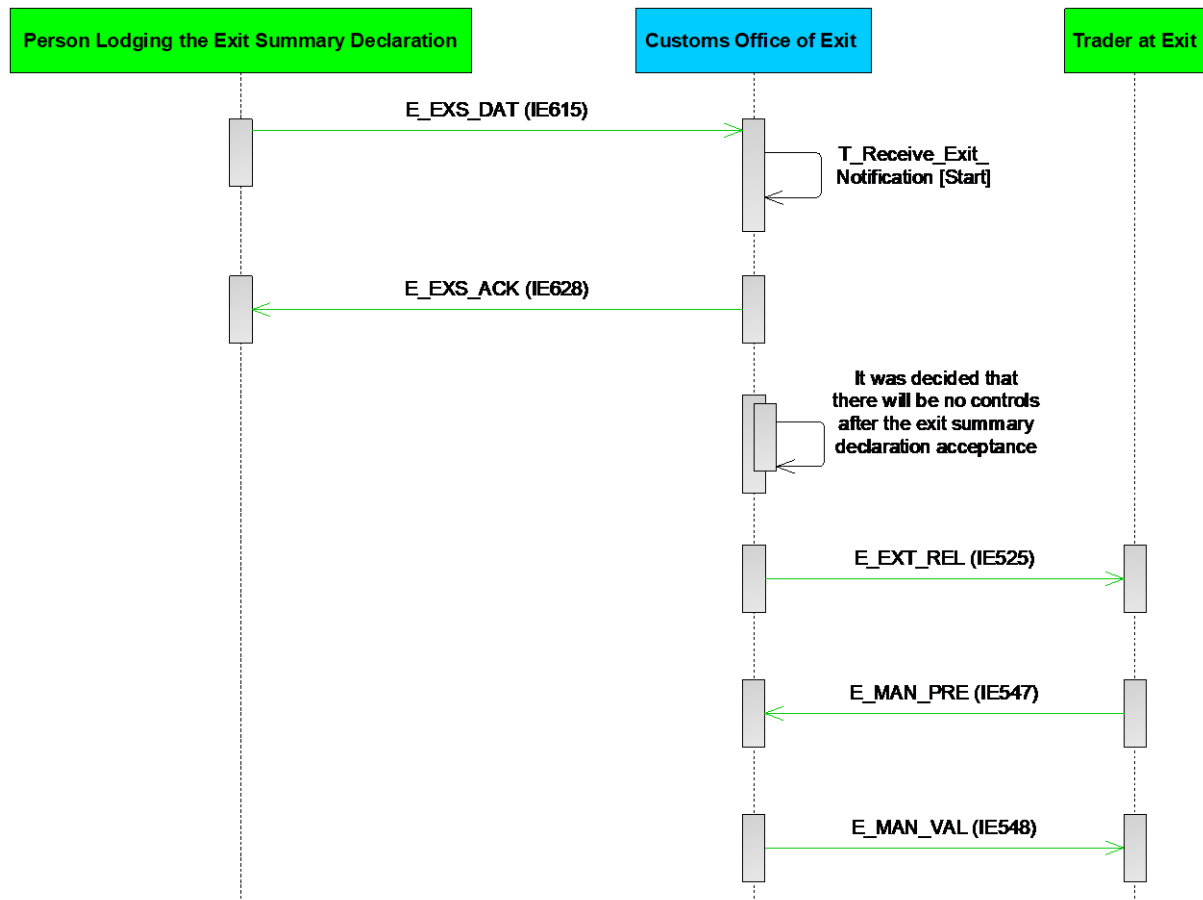 Person Lodging the Exit Summary Declaration
Customs Office of Exit
Trader at Exit
E_EXS_DAT (IE615)
T_Receive_Exit_
Notification [Start]
E_EXS_ACK (IE628)
It was decided that
there will be no controls
after the exit summary
declaration acceptance
E_EXT_REL (IE525)
E_MAN_PRE (IE547)
E_MAN_VAL (IE548)